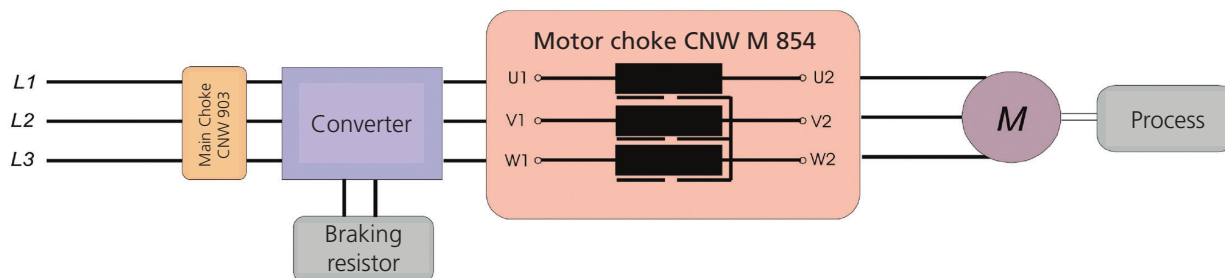 Motor choke CNW M 854
L1
L2
L3
Main Choke
CNW 903
Converter
U1
U2
V1
V2
W1
W2
M
Process
Braking
resistor